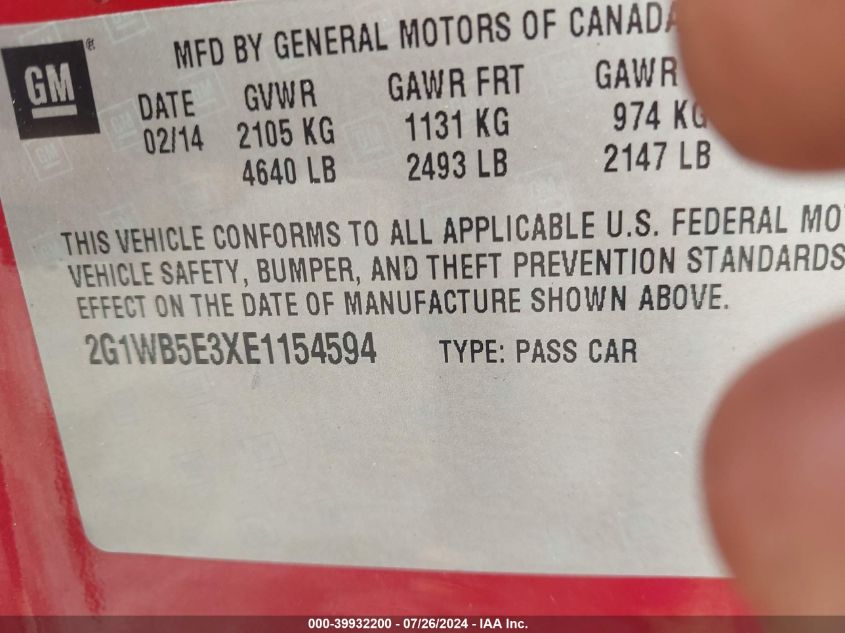 GM ®
MFD BY GENERAL MOTORS OF CANADA
DATE GVWR GAWR FRT GAWR
02/14 2105 KG 1131 KG 974 KG
4640 LB 2493 LB 2147 LB
THIS VEHICLE CONFORMS TO ALL APPLICABLE U.S. FEDERAL MO
VEHICLE SAFETY, BUMPER, AND THEFT PREVENTION STANDARDS
EFFECT ON THE DATE OF MANUFACTURE SHOWN ABOVE.
2G1WB5E3XE1154594 TYPE: PASS CAR
000-39932200 - 07/26/2024 - IAA Inc.